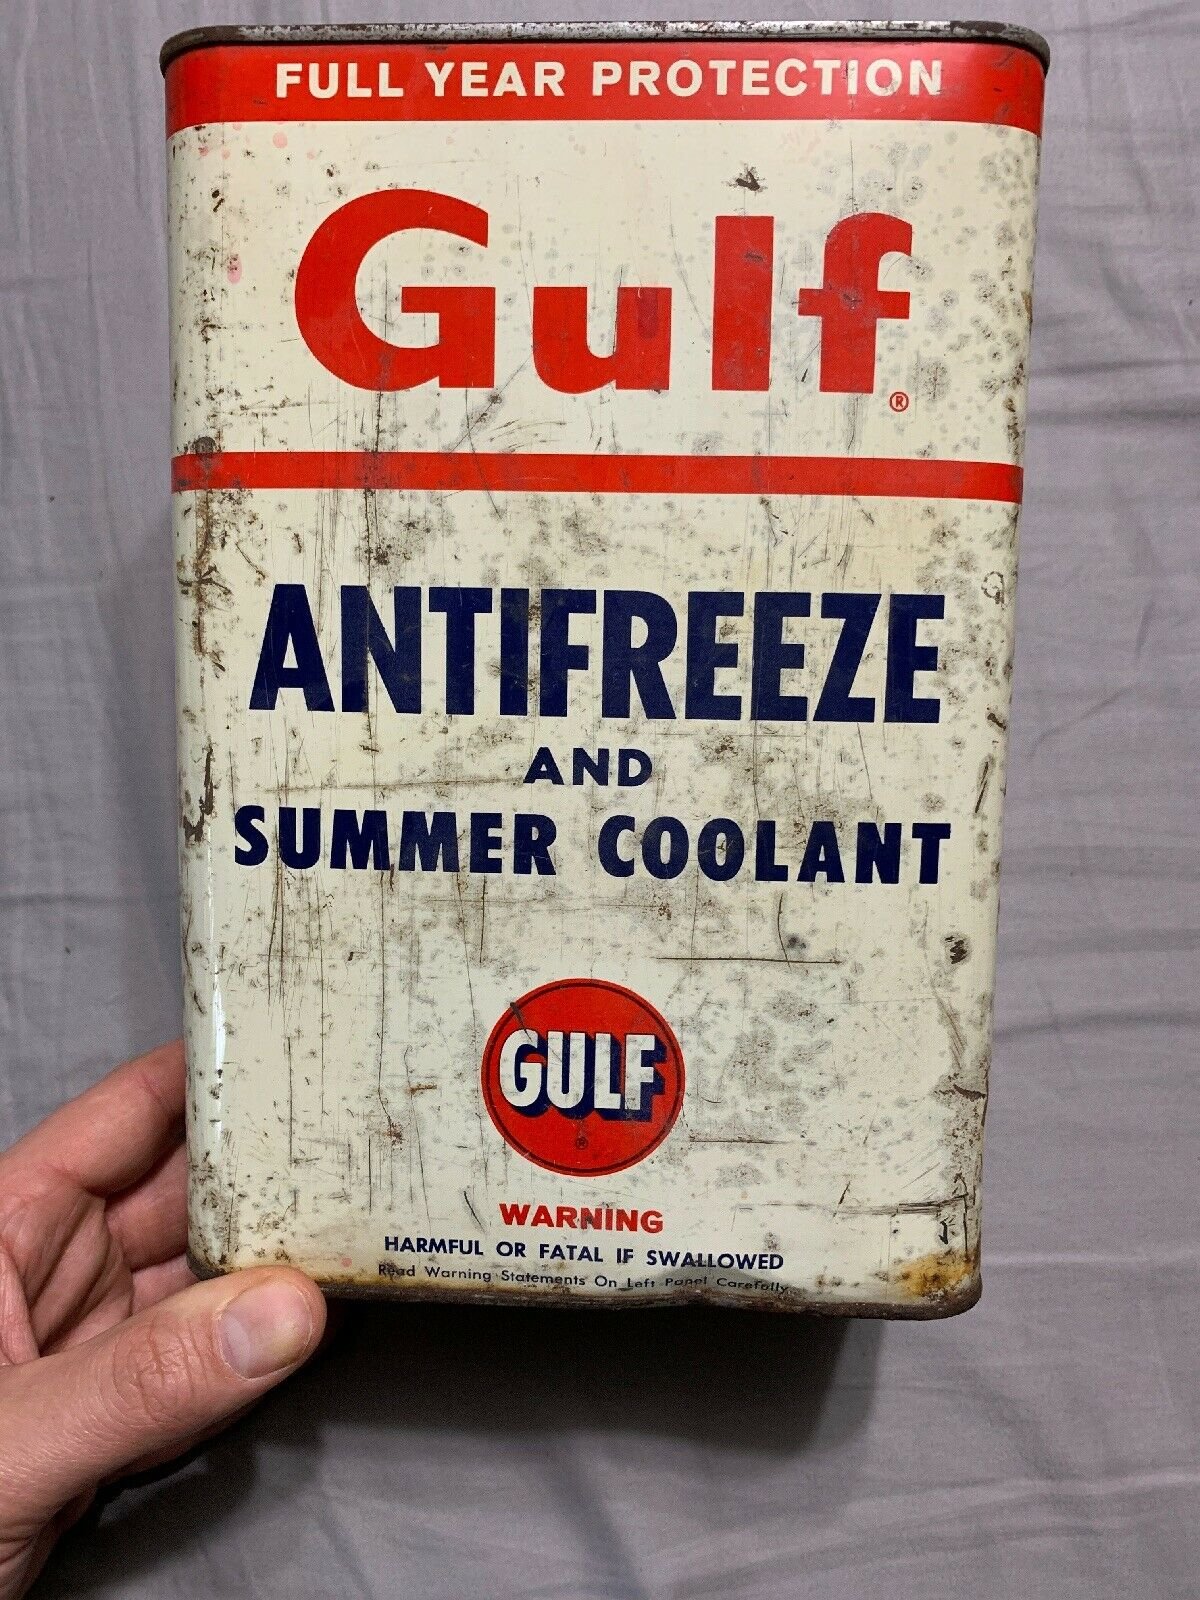 FULL YEAR PROTECTION
Gulf®
ANTIFREEZE
AND
SUMMER COOLANT
GULF
®
WARNING
HARMFUL OR FATAL IF SWALLOWED
Read Warning Statements On Left Panel Carefully